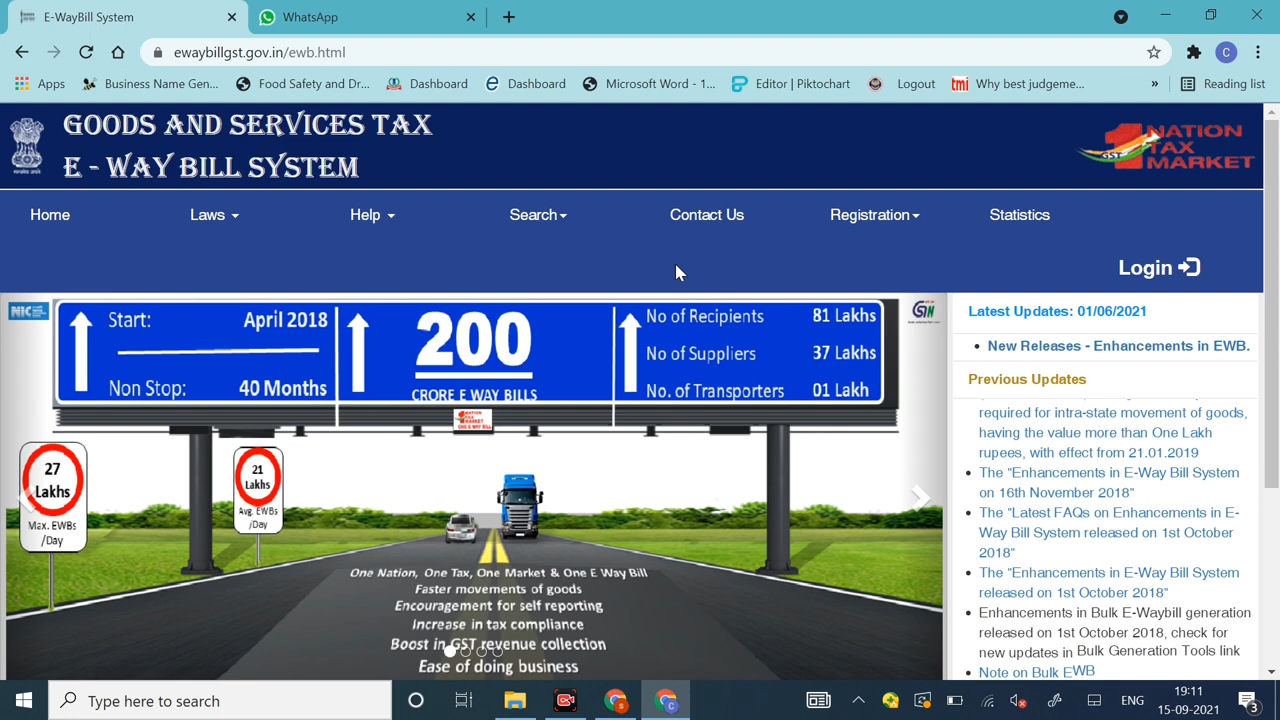 E-WayBill System
WhatsApp
ewaybillgst.gov.in/ewb.html
C
Apps
Business Name Gen...
Food Safety and Dr...
Dashboard
Dashboard
Microsoft Word - 1...
Editor | Piktochart
Logout
tmi
Why best judgeme...
»
Reading list
GOODS AND SERVICES TAX
E - WAY BILL SYSTEM
1 NATION
TAX
MARKET
GST
Home
Laws
Help
Search
Contact Us
Registration
Statistics
Login
NIC
Start:
April 2018
Non Stop:
40 Months
200
CRORE E WAY BILLS
No of Recipients
81 Lakhs
No of Suppliers
37 Lakhs
No. of Transporters
01 Lakh
27
Lakhs
Max. EWBs
/Day
21
Lakhs
Avg. EWBs
/Day
One Nation, One Tax, One Market & One E Way Bill
Faster movements of goods
Encouragement for self reporting
Increase in tax compliance
Boost in GST revenue collection
Ease of doing business
Latest Updates: 01/06/2021
New Releases - Enhancements in EWB.
Previous Updates
required for intra-state movement of goods,
having the value more than One Lakh
rupees, with effect from 21.01.2019
The "Enhancements in E-Way Bill System
on 16th November 2018"
The "Latest FAQs on Enhancements in E-
Way Bill System released on 1st October
2018"
The "Enhancements in E-Way Bill System
released on 1st October 2018"
Enhancements in Bulk E-Waybill generation
released on 1st October 2018, check for
new updates in Bulk Generation Tools link
Note on Bulk EWB
Type here to search
ENG
19:11
15-09-2021
3